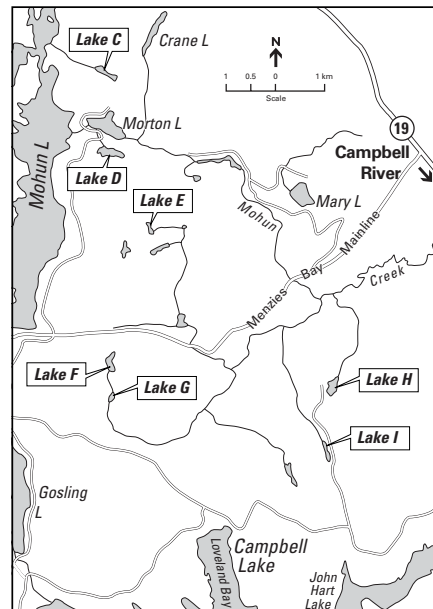 Lake C
Crane L
N
1 0.5 0 1 km
Scale
Morton L
19
Campbell
River
Lake D
Mohun L
Lake E
Mary L
Mohun
Menzies Bay Mainline
Creek
Lake F
Lake G
Lake H
Lake I
Gosling
L
Campbell
Lake
Loveland Bay
John
Hart
Lake